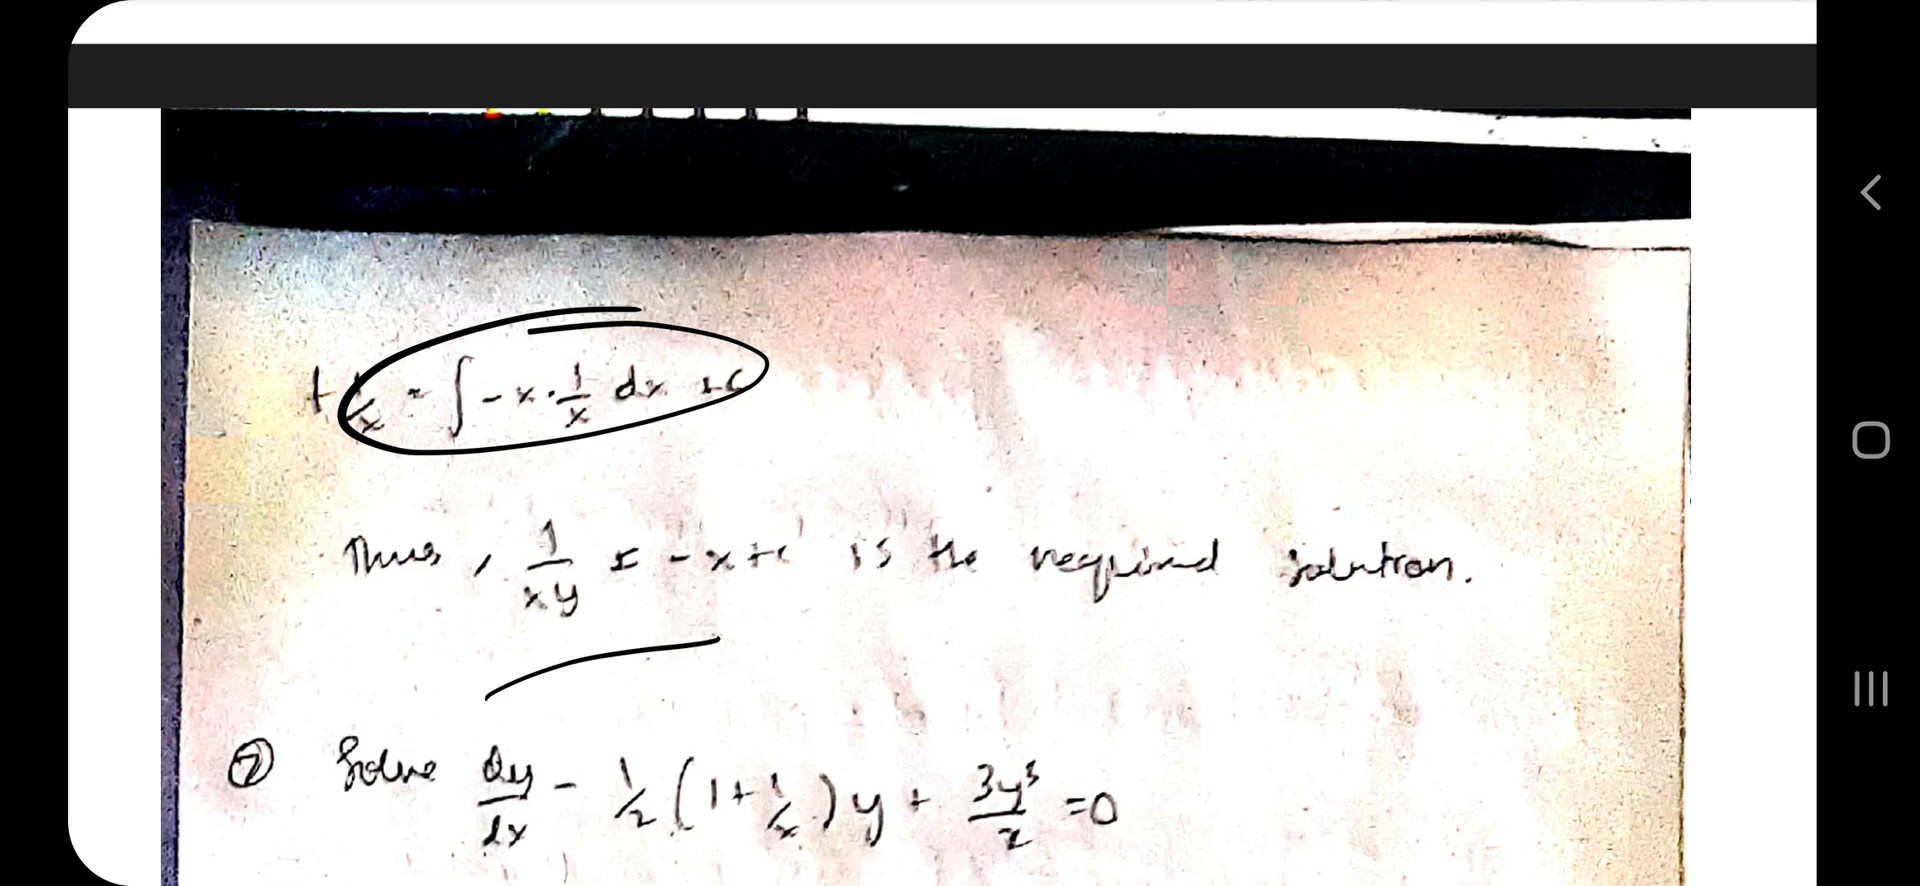 t 1/x = ∫ -x · 1/x dx + c
Thus, 1/xy = -x + c is the required solution.
⑦ Solve dy/dx - 1/2 (1 + 1/x) y + 3y³/x = 0